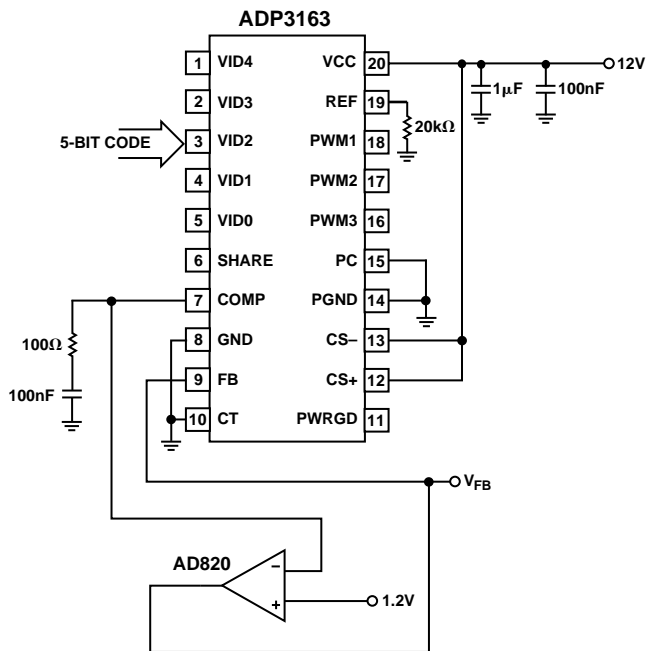 ADP3163
1 VID4 VCC 20 12V
1µF 100nF
2 VID3 REF 19
20kΩ
5-BIT CODE 3 VID2 PWM1 18
4 VID1 PWM2 17
5 VID0 PWM3 16
6 SHARE PC 15
7 COMP PGND 14
100Ω 8 GND CS– 13
100nF 9 FB CS+ 12
10 CT PWRGD 11
VFB
AD820
–
+ 1.2V